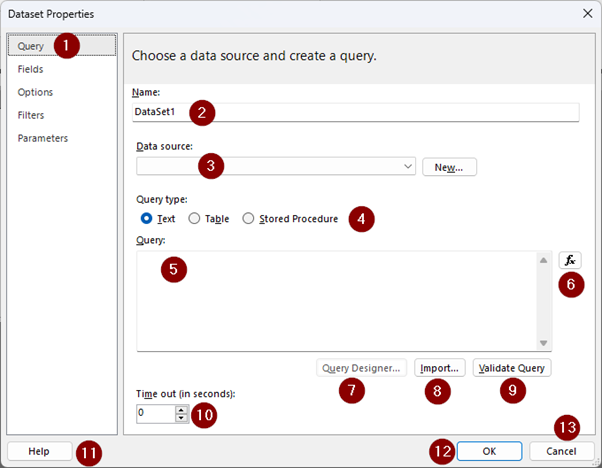 Dataset Properties
Query 1
Fields
Options
Filters
Parameters
Choose a data source and create a query.
Name:
DataSet1 2
Data source:
3
New...
Query type:
Text Table Stored Procedure 4
Query:
5
fx
6
Query Designer... Import... Validate Query
7 8 9
Time out (in seconds):
0 10
Help 11
12 OK
13
Cancel